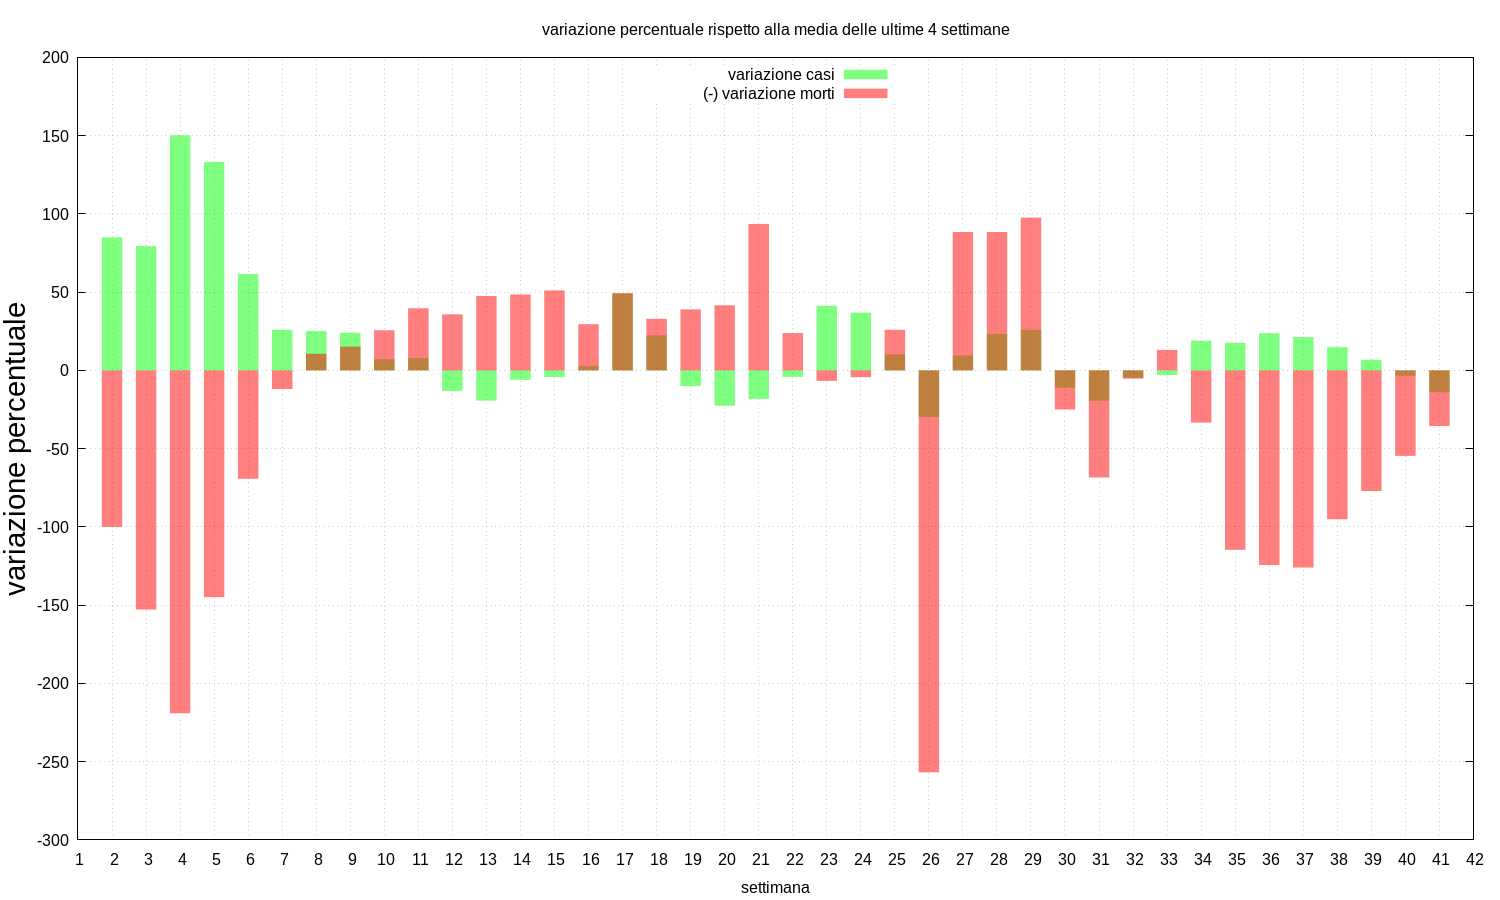 variazione percentuale rispetto alla media delle ultime 4 settimane
variazione casi
(-) variazione morti
variazione percentuale
200
150
100
50
0
-50
-100
-150
-200
-250
-300
1 2 3 4 5 6 7 8 9 10 11 12 13 14 15 16 17 18 19 20 21 22 23 24 25 26 27 28 29 30 31 32 33 34 35 36 37 38 39 40 41 42
settimana